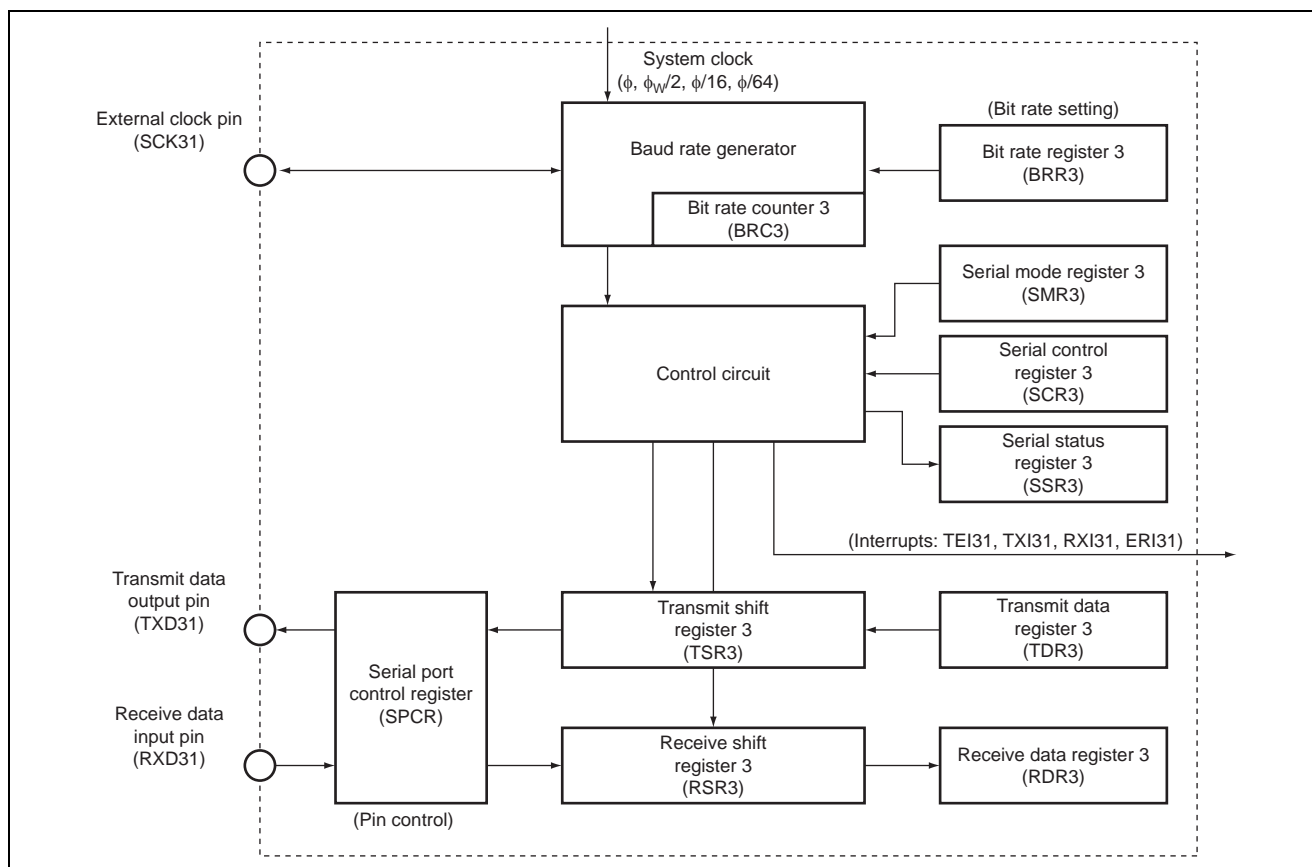 System clock
(ϕ, ϕW/2, ϕ/16, ϕ/64)
External clock pin
(SCK31)
Baud rate generator
Bit rate counter 3
(BRC3)
(Bit rate setting)
Bit rate register 3
(BRR3)
Serial mode register 3
(SMR3)
Control circuit
Serial control
register 3
(SCR3)
Serial status
register 3
(SSR3)
(Interrupts: TEI31, TXI31, RXI31, ERI31)
Transmit data
output pin
(TXD31)
Transmit shift
register 3
(TSR3)
Transmit data
register 3
(TDR3)
Serial port
control register
(SPCR)
Receive data
input pin
(RXD31)
Receive shift
register 3
(RSR3)
Receive data register 3
(RDR3)
(Pin control)